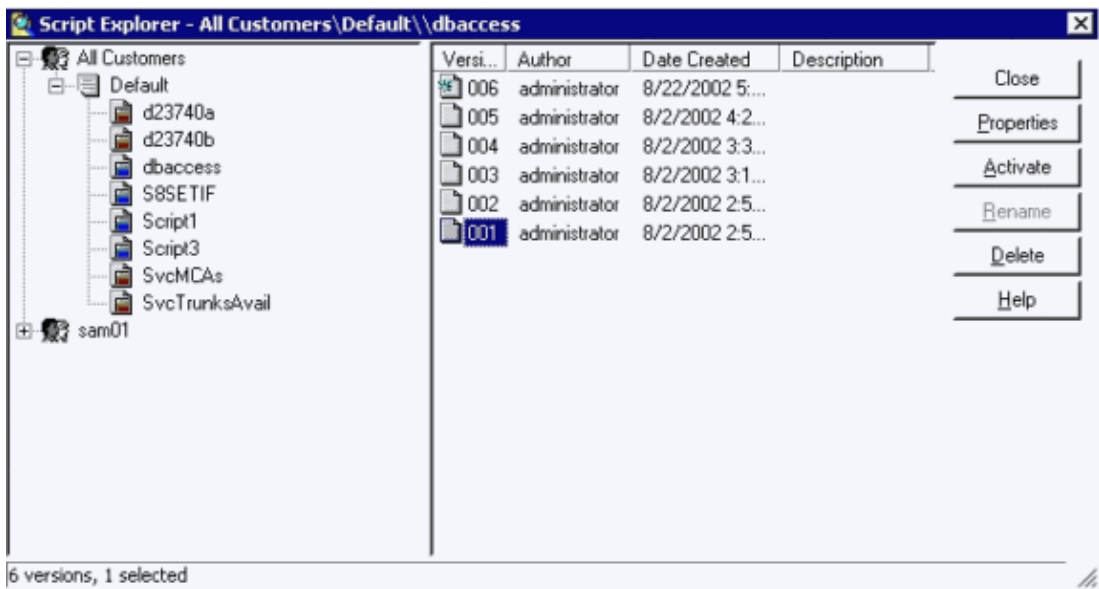 Script Explorer - All Customers\Default\\dbaccess
All Customers
Default
d23740a
d23740b
dbaccess
S8SETIF
Script1
Script3
SvcMCAs
SvcTrunksAvail
sam01
Versi... Author Date Created Description
006 administrator 8/22/2002 5:...
005 administrator 8/2/2002 4:2...
004 administrator 8/2/2002 3:3...
003 administrator 8/2/2002 3:1...
002 administrator 8/2/2002 2:5...
001 administrator 8/2/2002 2:5...
Close
Properties
Activate
Rename
Delete
Help
6 versions, 1 selected